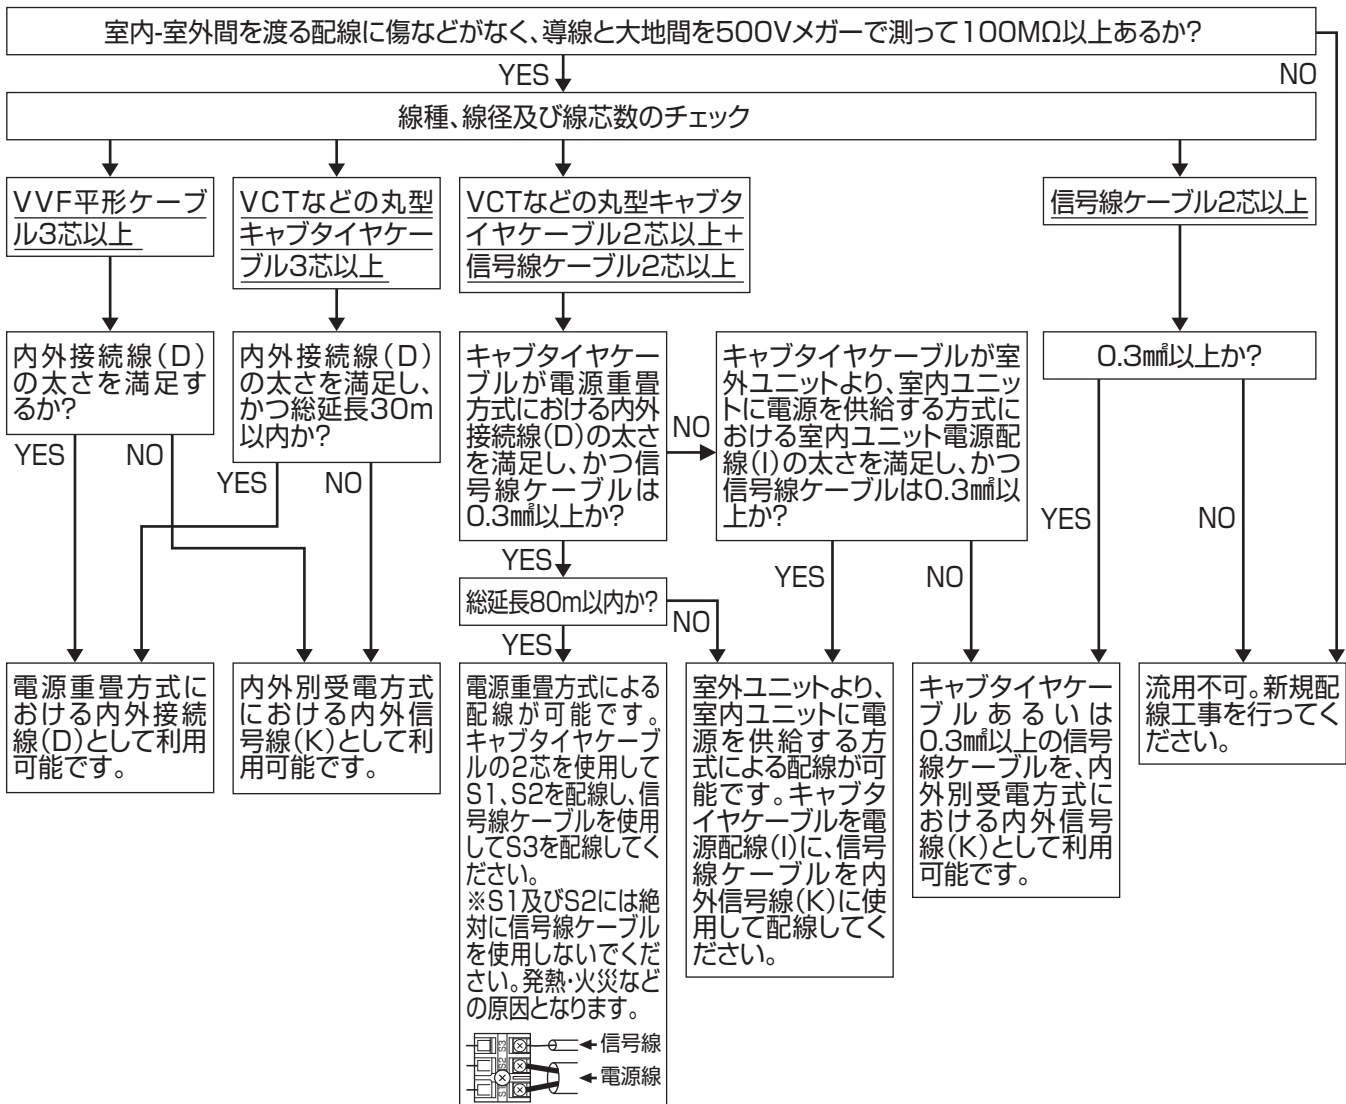 室内-室外間を渡る配線に傷などがなく、導線と大地間を500Vメガーで測って100MΩ以上あるか?
YES
NO
線種、線径及び線芯数のチェック
VVF平形ケーブ
ル3芯以上
VCTなどの丸型
キャブタイヤケー
ブル3芯以上
VCTなどの丸型キャブタ
イヤケーブル2芯以上+
信号線ケーブル2芯以上
信号線ケーブル2芯以上
内外接続線(D)
の太さを満足す
るか?
内外接続線(D)
の太さを満足し、
かつ総延長30m
以内か?
キャブタイヤケー
ブルが電源重畳
方式における内外
接続線(D)の太さ
を満足し、かつ信
号線ケーブルは
0.3㎟以上か?
NO
キャブタイヤケーブルが室
外ユニットより、室内ユニッ
トに電源を供給する方式に
おける室内ユニット電源配
線(I)の太さを満足し、かつ
信号線ケーブルは0.3㎟以
上か?
0.3㎟以上か?
YES
NO
YES
NO
YES
YES
NO
YES
NO
総延長80m以内か?
NO
YES
電源重畳方式に
おける内外接続
線(D)として利用
可能です。
内外別受電方式
における内外信
号線(K)として利
用可能です。
電源重畳方式による
配線が可能です。
キャブタイヤケーブ
ルの2芯を使用して
S1、S2を配線し、信
号線ケーブルを使用
してS3を配線してく
ださい。
※S1及びS2には絶
対に信号線ケーブル
を使用しないでくだ
さい。発熱・火災など
の原因となります。
S3
S2
S1
信号線
電源線
室外ユニットより、
室内ユニットに電
源を供給する方
式による配線が可
能です。キャブタ
イヤケーブルを電
源配線(I)に、信号
線ケーブルを内
外信号線(K)に使
用して配線してく
ださい。
キャブタイヤケー
ブルあるいは
0.3㎟以上の信号
線ケーブルを、内
外別受電方式に
おける内外信号
線(K)として利用
可能です。
流用不可。新規配
線工事を行ってく
ださい。